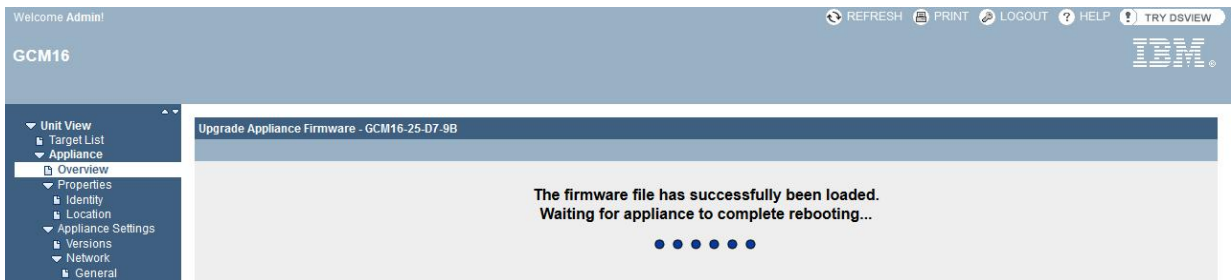 Welcome Admin!
REFRESH PRINT LOGOUT ? HELP ! TRY DSVIEW
GCM16
IBM®
Unit View
Target List
Appliance
Overview
Properties
Identity
Location
Appliance Settings
Versions
Network
General
Upgrade Appliance Firmware - GCM16-25-D7-9B
The firmware file has successfully been loaded.
Waiting for appliance to complete rebooting...